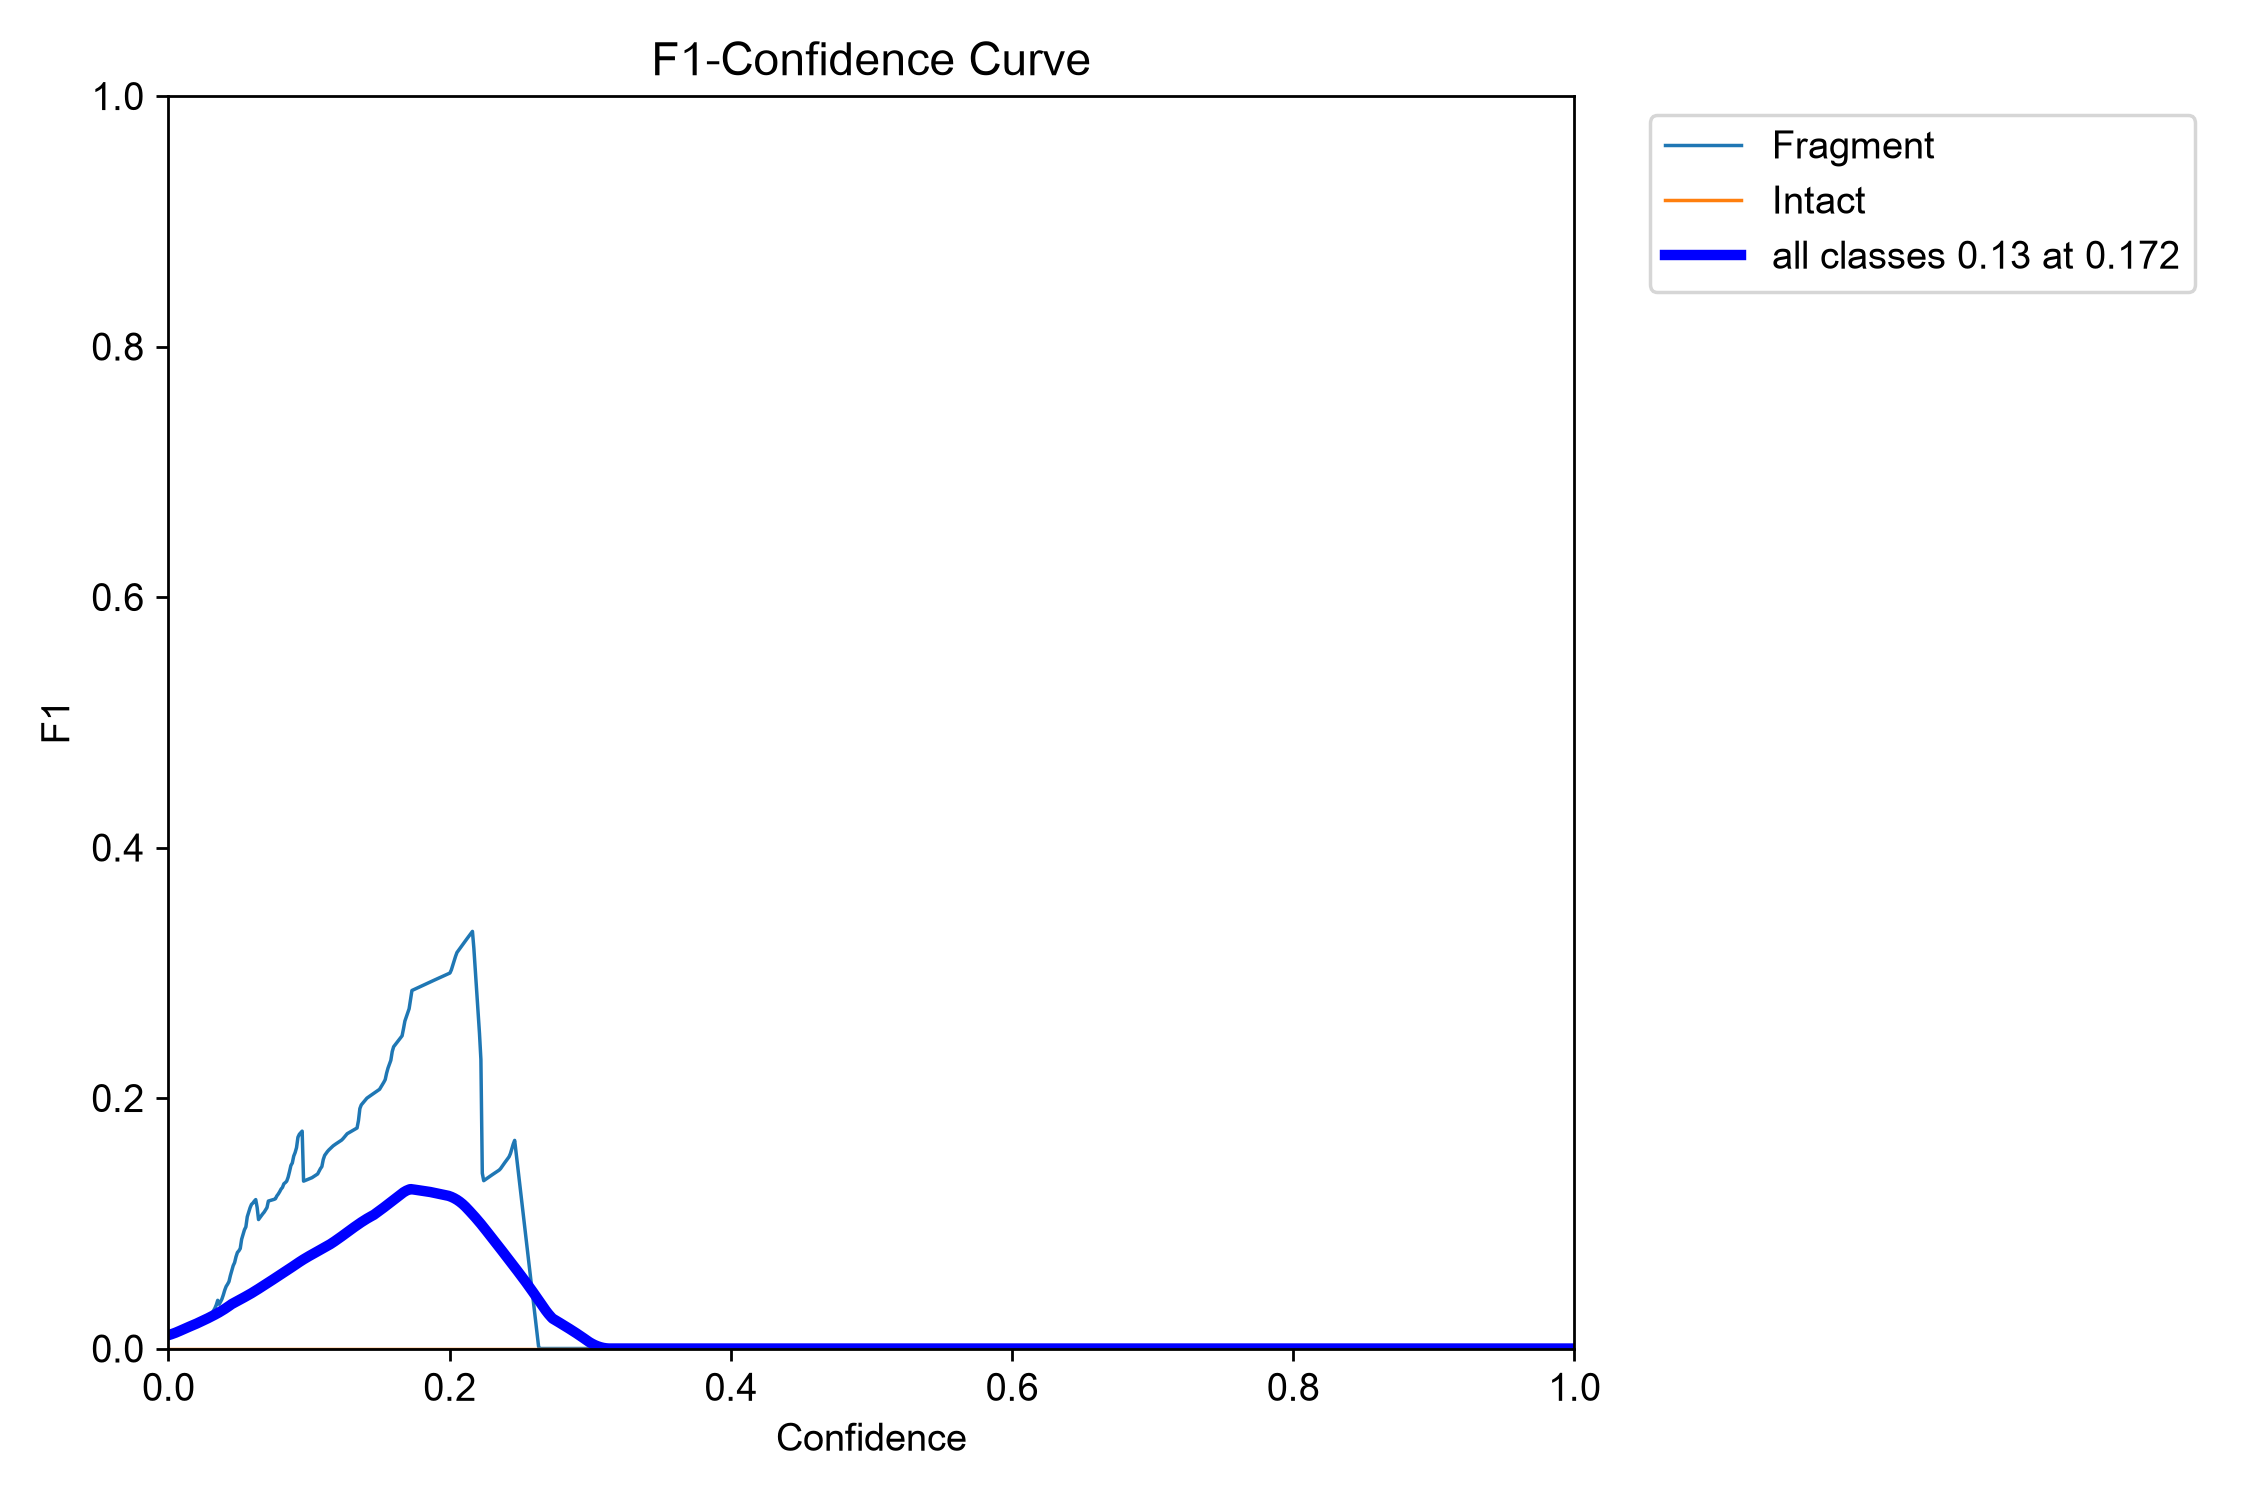 F1-Confidence Curve
1.0
0.8
0.6
0.4
0.2
0.0
F1
0.0 0.2 0.4 0.6 0.8 1.0
Confidence
Fragment
Intact
all classes 0.13 at 0.172